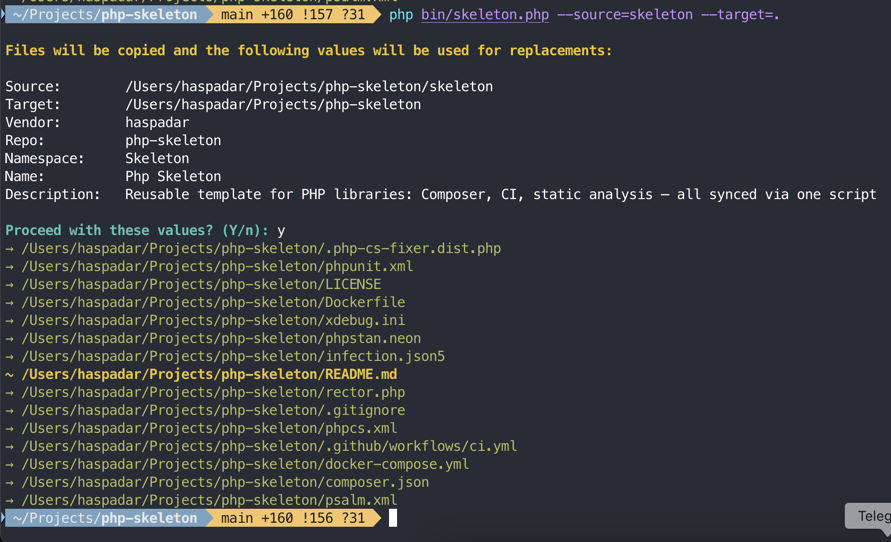 ~/Projects/php-skeleton main +160 !157 ?31 php bin/skeleton.php --source=skeleton --target=.
Files will be copied and the following values will be used for replacements:
Source: /Users/haspadar/Projects/php-skeleton/skeleton
Target: /Users/haspadar/Projects/php-skeleton
Vendor: haspadar
Repo: php-skeleton
Namespace: Skeleton
Name: Php Skeleton
Description: Reusable template for PHP libraries: Composer, CI, static analysis — all synced via one script
Proceed with these values? (Y/n): y
→ /Users/haspadar/Projects/php-skeleton/.php-cs-fixer.dist.php
→ /Users/haspadar/Projects/php-skeleton/phpunit.xml
→ /Users/haspadar/Projects/php-skeleton/LICENSE
→ /Users/haspadar/Projects/php-skeleton/Dockerfile
→ /Users/haspadar/Projects/php-skeleton/xdebug.ini
→ /Users/haspadar/Projects/php-skeleton/phpstan.neon
→ /Users/haspadar/Projects/php-skeleton/infection.json5
~ /Users/haspadar/Projects/php-skeleton/README.md
→ /Users/haspadar/Projects/php-skeleton/rector.php
→ /Users/haspadar/Projects/php-skeleton/.gitignore
→ /Users/haspadar/Projects/php-skeleton/phpcs.xml
→ /Users/haspadar/Projects/php-skeleton/.github/workflows/ci.yml
→ /Users/haspadar/Projects/php-skeleton/docker-compose.yml
→ /Users/haspadar/Projects/php-skeleton/composer.json
→ /Users/haspadar/Projects/php-skeleton/psalm.xml
~/Projects/php-skeleton main +160 !156 ?31
Teleg